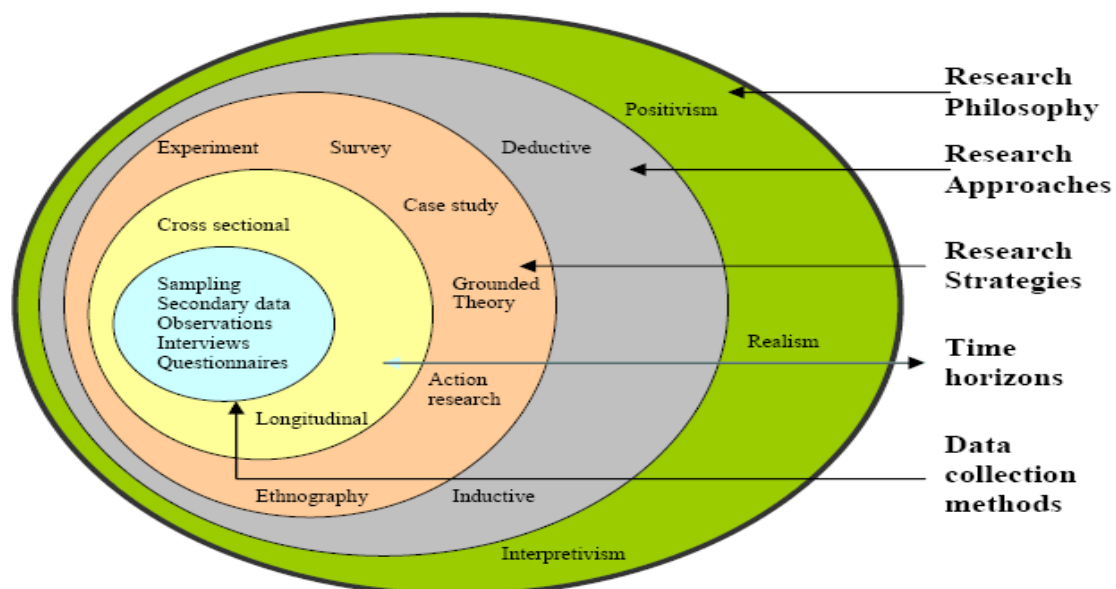 Research
Philosophy
Positivism
Experiment
Survey
Deductive
Research
Approaches
Case study
Cross sectional
Research
Strategies
Grounded
Theory
Sampling
Secondary data
Observations
Interviews
Questionnaires
Realism
Time
horizons
Action
research
Longitudinal
Data
collection
methods
Ethnography
Inductive
Interpretivism